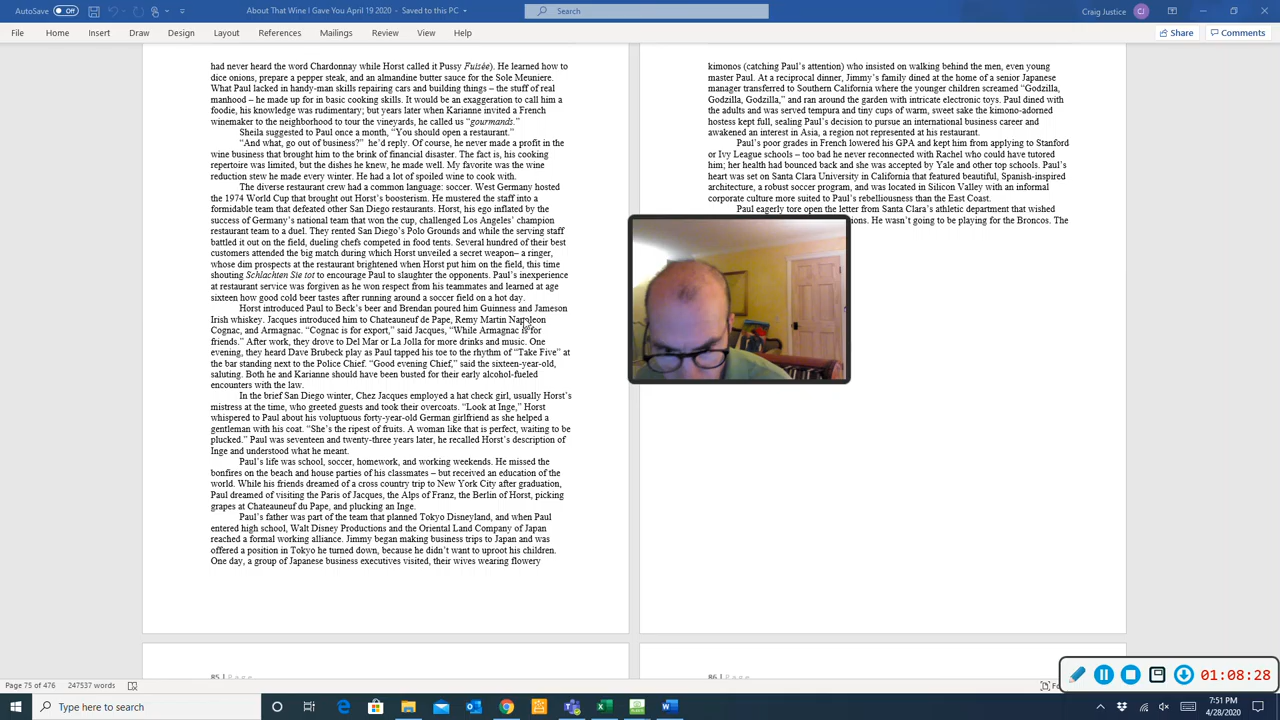 AutoSave Off
About That Wine I Gave You April 19 2020 - Saved to this PC
Search
Craig Justice
CJ
File Home Insert Draw Design Layout References Mailings Review View Help
Share Comments
had never heard the word Chardonnay while Horst called it Pussy Fuisèe). He learned how to
dice onions, prepare a pepper steak, and an almandine butter sauce for the Sole Meuniere.
What Paul lacked in handy-man skills repairing cars and building things – the stuff of real
manhood – he made up for in basic cooking skills. It would be an exaggeration to call him a
foodie, his knowledge was rudimentary; but years later when Karianne invited a French
winemaker to the neighborhood to tour the vineyards, he called us “gourmands.”
Sheila suggested to Paul once a month, “You should open a restaurant.”
“And what, go out of business?” he’d reply. Of course, he never made a profit in the
wine business that brought him to the brink of financial disaster. The fact is, his cooking
repertoire was limited, but the dishes he knew, he made well. My favorite was the wine
reduction stew he made every winter. He had a lot of spoiled wine to cook with.
The diverse restaurant crew had a common language: soccer. West Germany hosted
the 1974 World Cup that brought out Horst’s boosterism. He mustered the staff into a
formidable team that defeated other San Diego restaurants. Horst, his ego inflated by the
success of Germany’s national team that won the cup, challenged Los Angeles’ champion
restaurant team to a duel. They rented San Diego’s Polo Grounds and while the serving staff
battled it out on the field, dueling chefs competed in food tents. Several hundred of their best
customers attended the big match during which Horst unveiled a secret weapon– a ringer,
whose dim prospects at the restaurant brightened when Horst put him on the field, this time
shouting Schlachten Sie tot to encourage Paul to slaughter the opponents. Paul’s inexperience
at restaurant service was forgiven as he won respect from his teammates and learned at age
sixteen how good cold beer tastes after running around a soccer field on a hot day.
Horst introduced Paul to Beck’s beer and Brendan poured him Guinness and Jameson
Irish whiskey. Jacques introduced him to Chateauneuf de Pape, Remy Martin Napoleon
Cognac, and Armagnac. “Cognac is for export,” said Jacques, “While Armagnac is for
friends.” After work, they drove to Del Mar or La Jolla for more drinks and music. One
evening, they heard Dave Brubeck play as Paul tapped his toe to the rhythm of “Take Five” at
the bar standing next to the Police Chief. “Good evening Chief,” said the sixteen-year-old,
saluting. Both he and Karianne should have been busted for their early alcohol-fueled
encounters with the law.
In the brief San Diego winter, Chez Jacques employed a hat check girl, usually Horst’s
mistress at the time, who greeted guests and took their overcoats. “Look at Inge,” Horst
whispered to Paul about his voluptuous forty-year-old German girlfriend as she helped a
gentleman with his coat. “She’s the ripest of fruits. A woman like that is perfect, waiting to be
plucked.” Paul was seventeen and twenty-three years later, he recalled Horst’s description of
Inge and understood what he meant.
Paul’s life was school, soccer, homework, and working weekends. He missed the
bonfires on the beach and house parties of his classmates – but received an education of the
world. While his friends dreamed of a cross country trip to New York City after graduation,
Paul dreamed of visiting the Paris of Jacques, the Alps of Franz, the Berlin of Horst, picking
grapes at Chateauneuf du Pape, and plucking an Inge.
Paul’s father was part of the team that planned Tokyo Disneyland, and when Paul
entered high school, Walt Disney Productions and the Oriental Land Company of Japan
reached a formal working alliance. Jimmy began making business trips to Japan and was
offered a position in Tokyo he turned down, because he didn’t want to uproot his children.
One day, a group of Japanese business executives visited, their wives wearing flowery
kimonos (catching Paul’s attention) who insisted on walking behind the men, even young
master Paul. At a reciprocal dinner, Jimmy’s family dined at the home of a senior Japanese
manager transferred to Southern California where the younger children screamed “Godzilla,
Godzilla, Godzilla,” and ran around the garden with intricate electronic toys. Paul dined with
the adults and was served tempura and tiny cups of warm, sweet sake the kimono-adorned
hostess kept full, sealing Paul’s decision to pursue an international business career and
awakened an interest in Asia, a region not represented at his restaurant.
Paul’s poor grades in French lowered his GPA and kept him from applying to Stanford
or Ivy League schools – too bad he never reconnected with Rachel who could have tutored
him; her health had bounced back and she was accepted by Yale and other top schools. Paul’s
heart was set on Santa Clara University in California that featured beautiful, Spanish-inspired
architecture, a robust soccer program, and was located in Silicon Valley with an informal
corporate culture more suited to Paul’s rebelliousness than the East Coast.
Paul eagerly tore open the letter from Santa Clara’s athletic department that wished
He wasn’t going to be playing for the Broncos. The
85 | Page
86 | Page
Page 75 of 476 247537 words
01:08:28
Type here to search
7:51 PM
4/28/2020